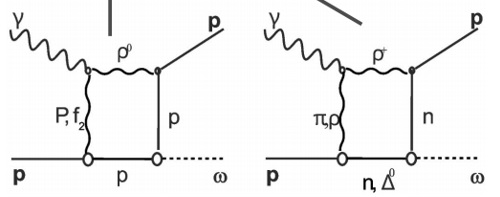 γ p γ p
ρ⁰ ρ⁺
P,f₂ p π,ρ n
p p ω p n, Δ⁰ ω